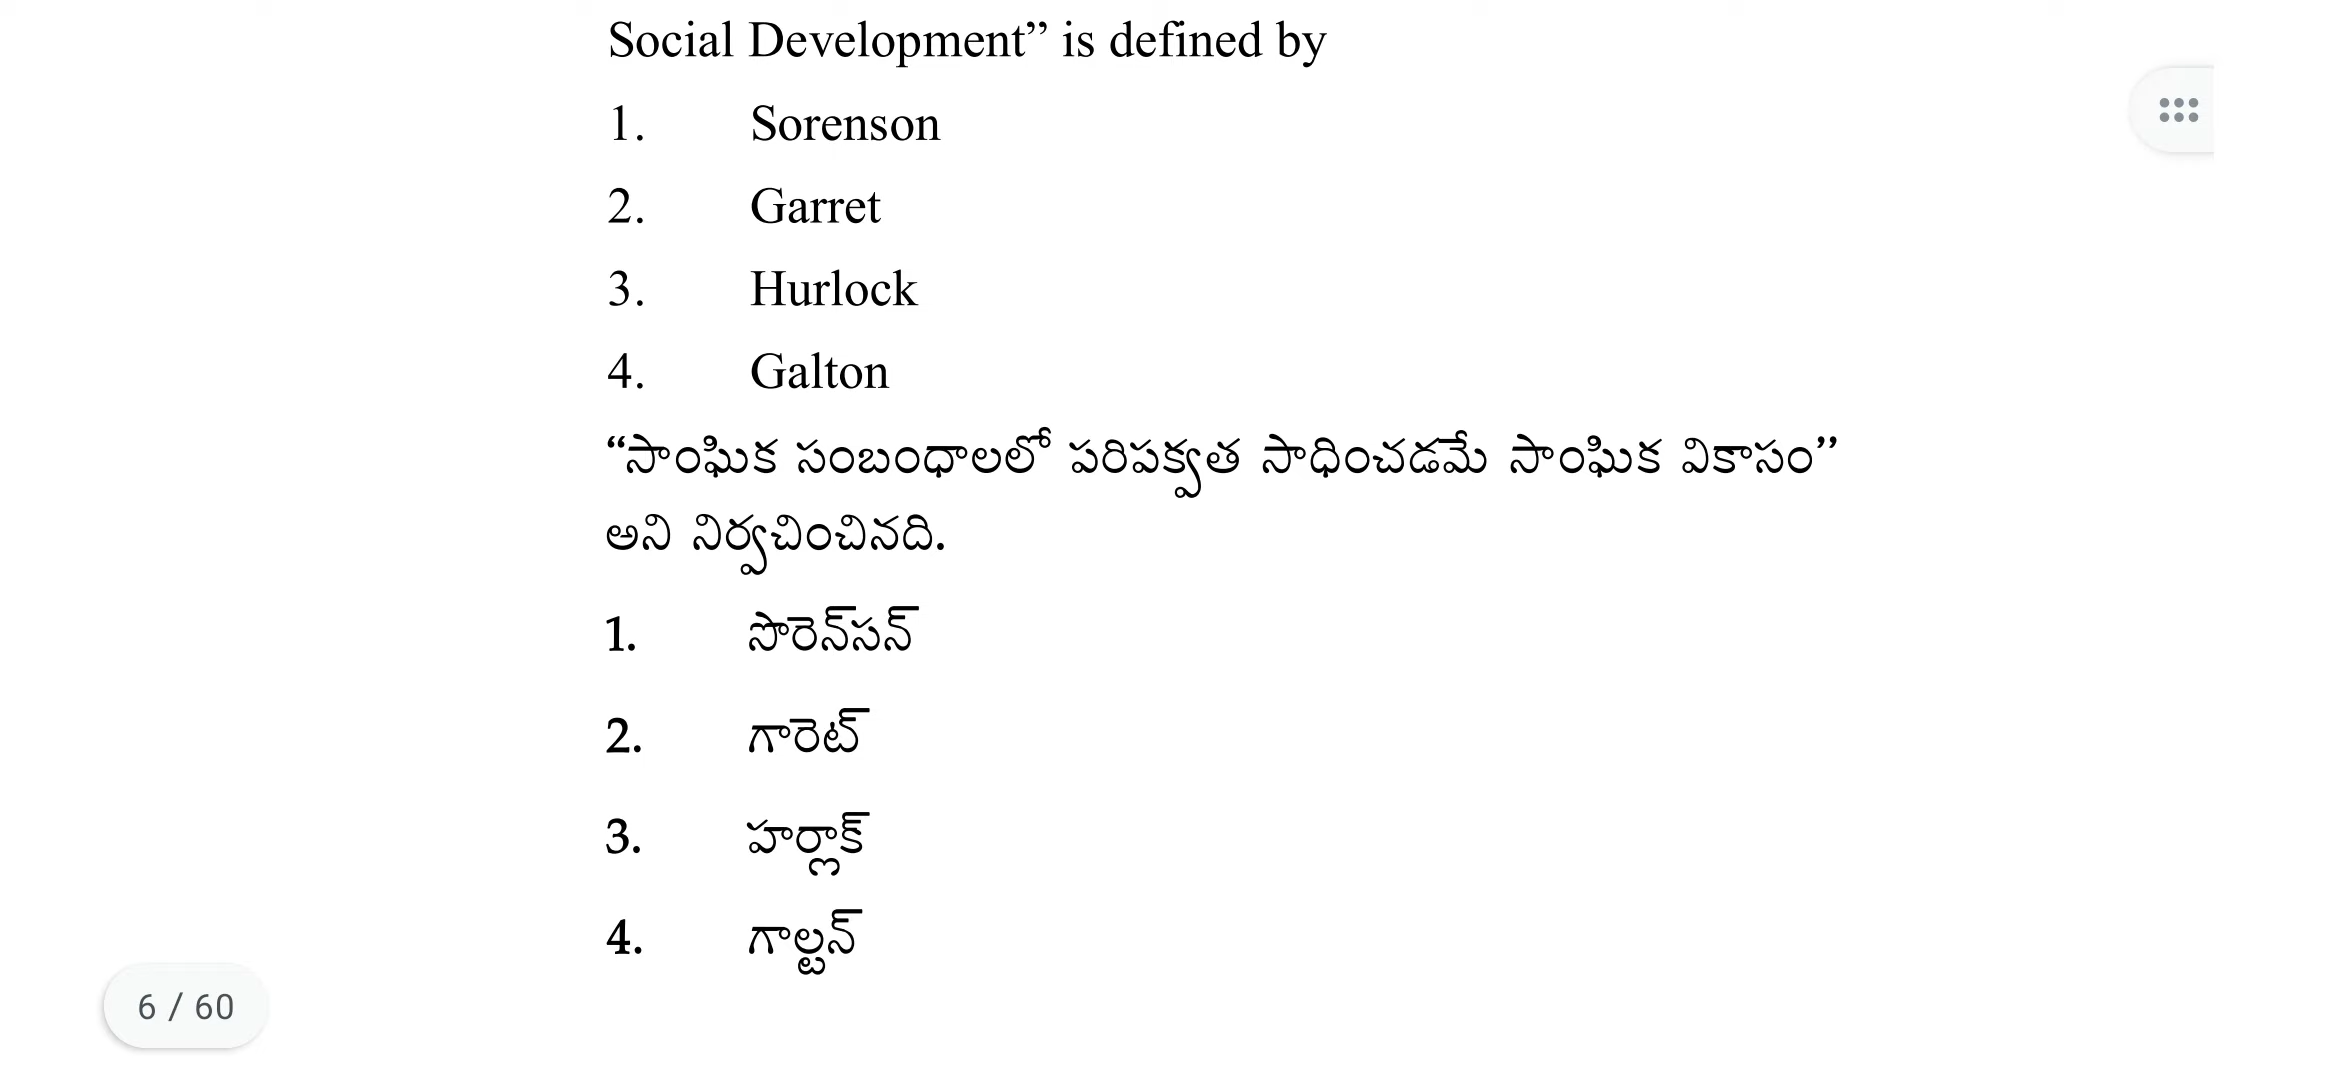 Social Development” is defined by
1. Sorenson
2. Garret
3. Hurlock
4. Galton
“సాంఘిక సంబంధాలలో పరిపక్వత సాధించడమే సాంఘిక వికాసం”
అని నిర్వచించినది.
1. సొరెన్‌సన్
2. గారెట్
3. హర్లాక్
4. గాల్టన్
6 / 60